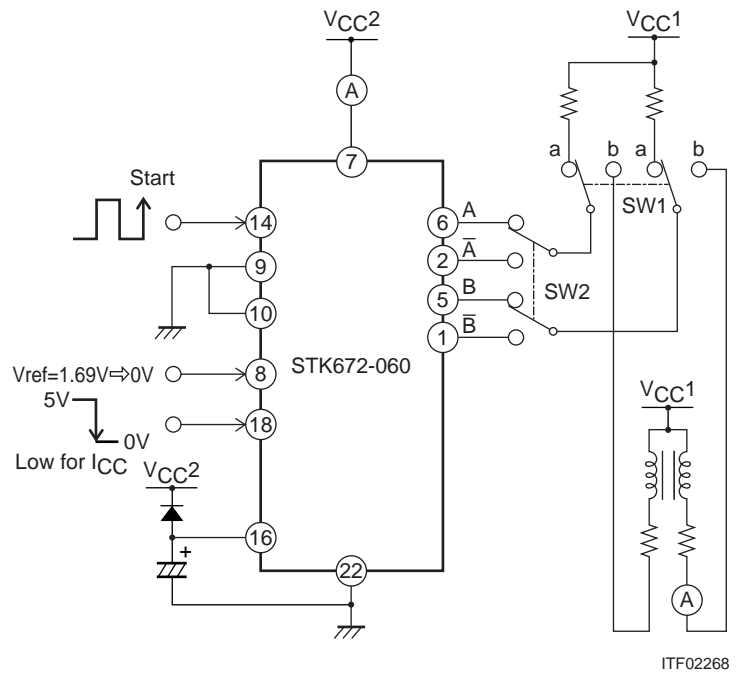 VCC2
VCC1
A
7
a
b
a
b
Start
SW1
14
6
A
9
2
A̅
SW2
5
B
10
1
B̅
STK672-060
Vref=1.69V⇨0V
8
5V
18
0V
Low for ICC
VCC2
VCC1
16
+
22
A
ITF02268